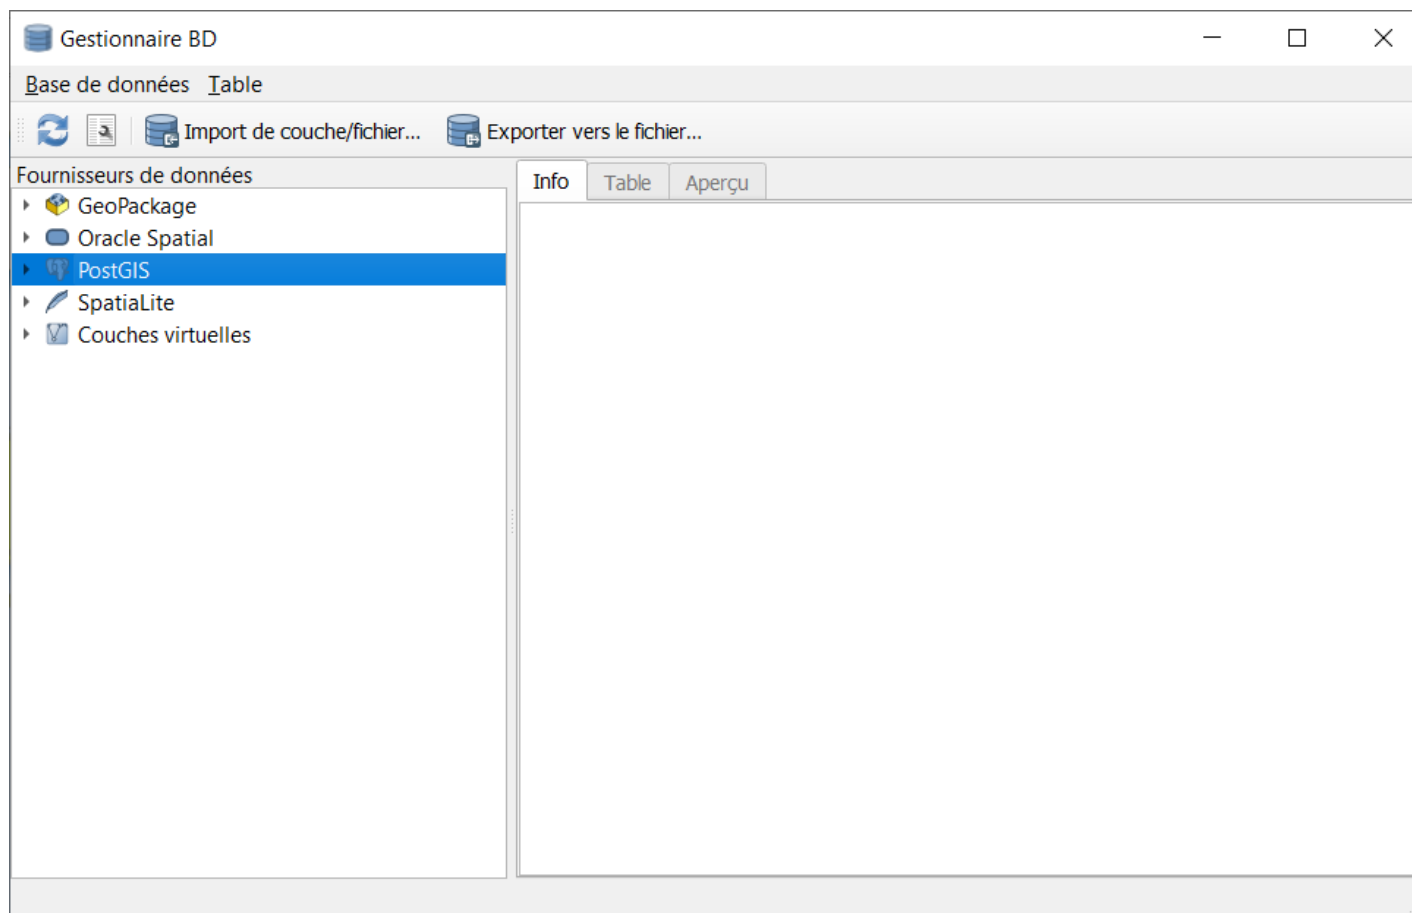 Gestionnaire BD
Base de données Table
Import de couche/fichier... Exporter vers le fichier...
Fournisseurs de données
Info Table Aperçu
GeoPackage
Oracle Spatial
PostGIS
SpatiaLite
Couches virtuelles